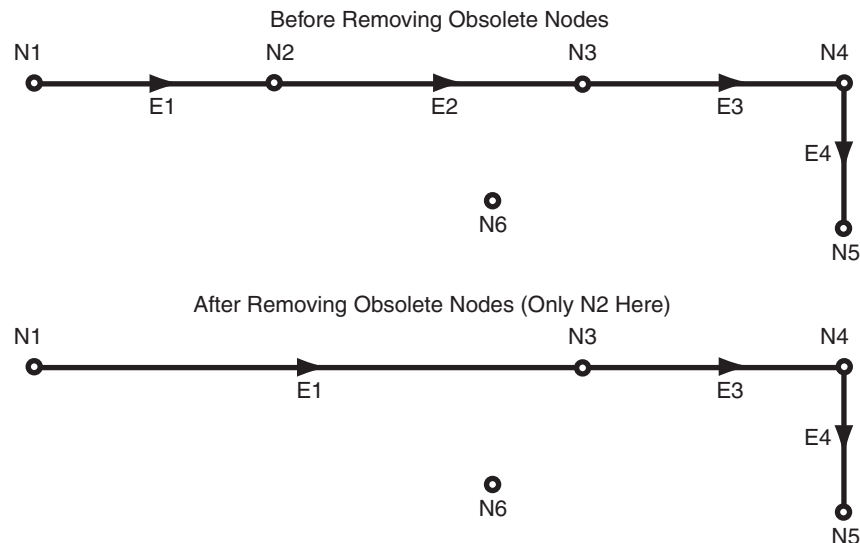 Before Removing Obsolete Nodes
N1 N2 N3 N4
E1 E2 E3
E4
N6
N5
After Removing Obsolete Nodes (Only N2 Here)
N1 N3 N4
E1 E3
E4
N6
N5